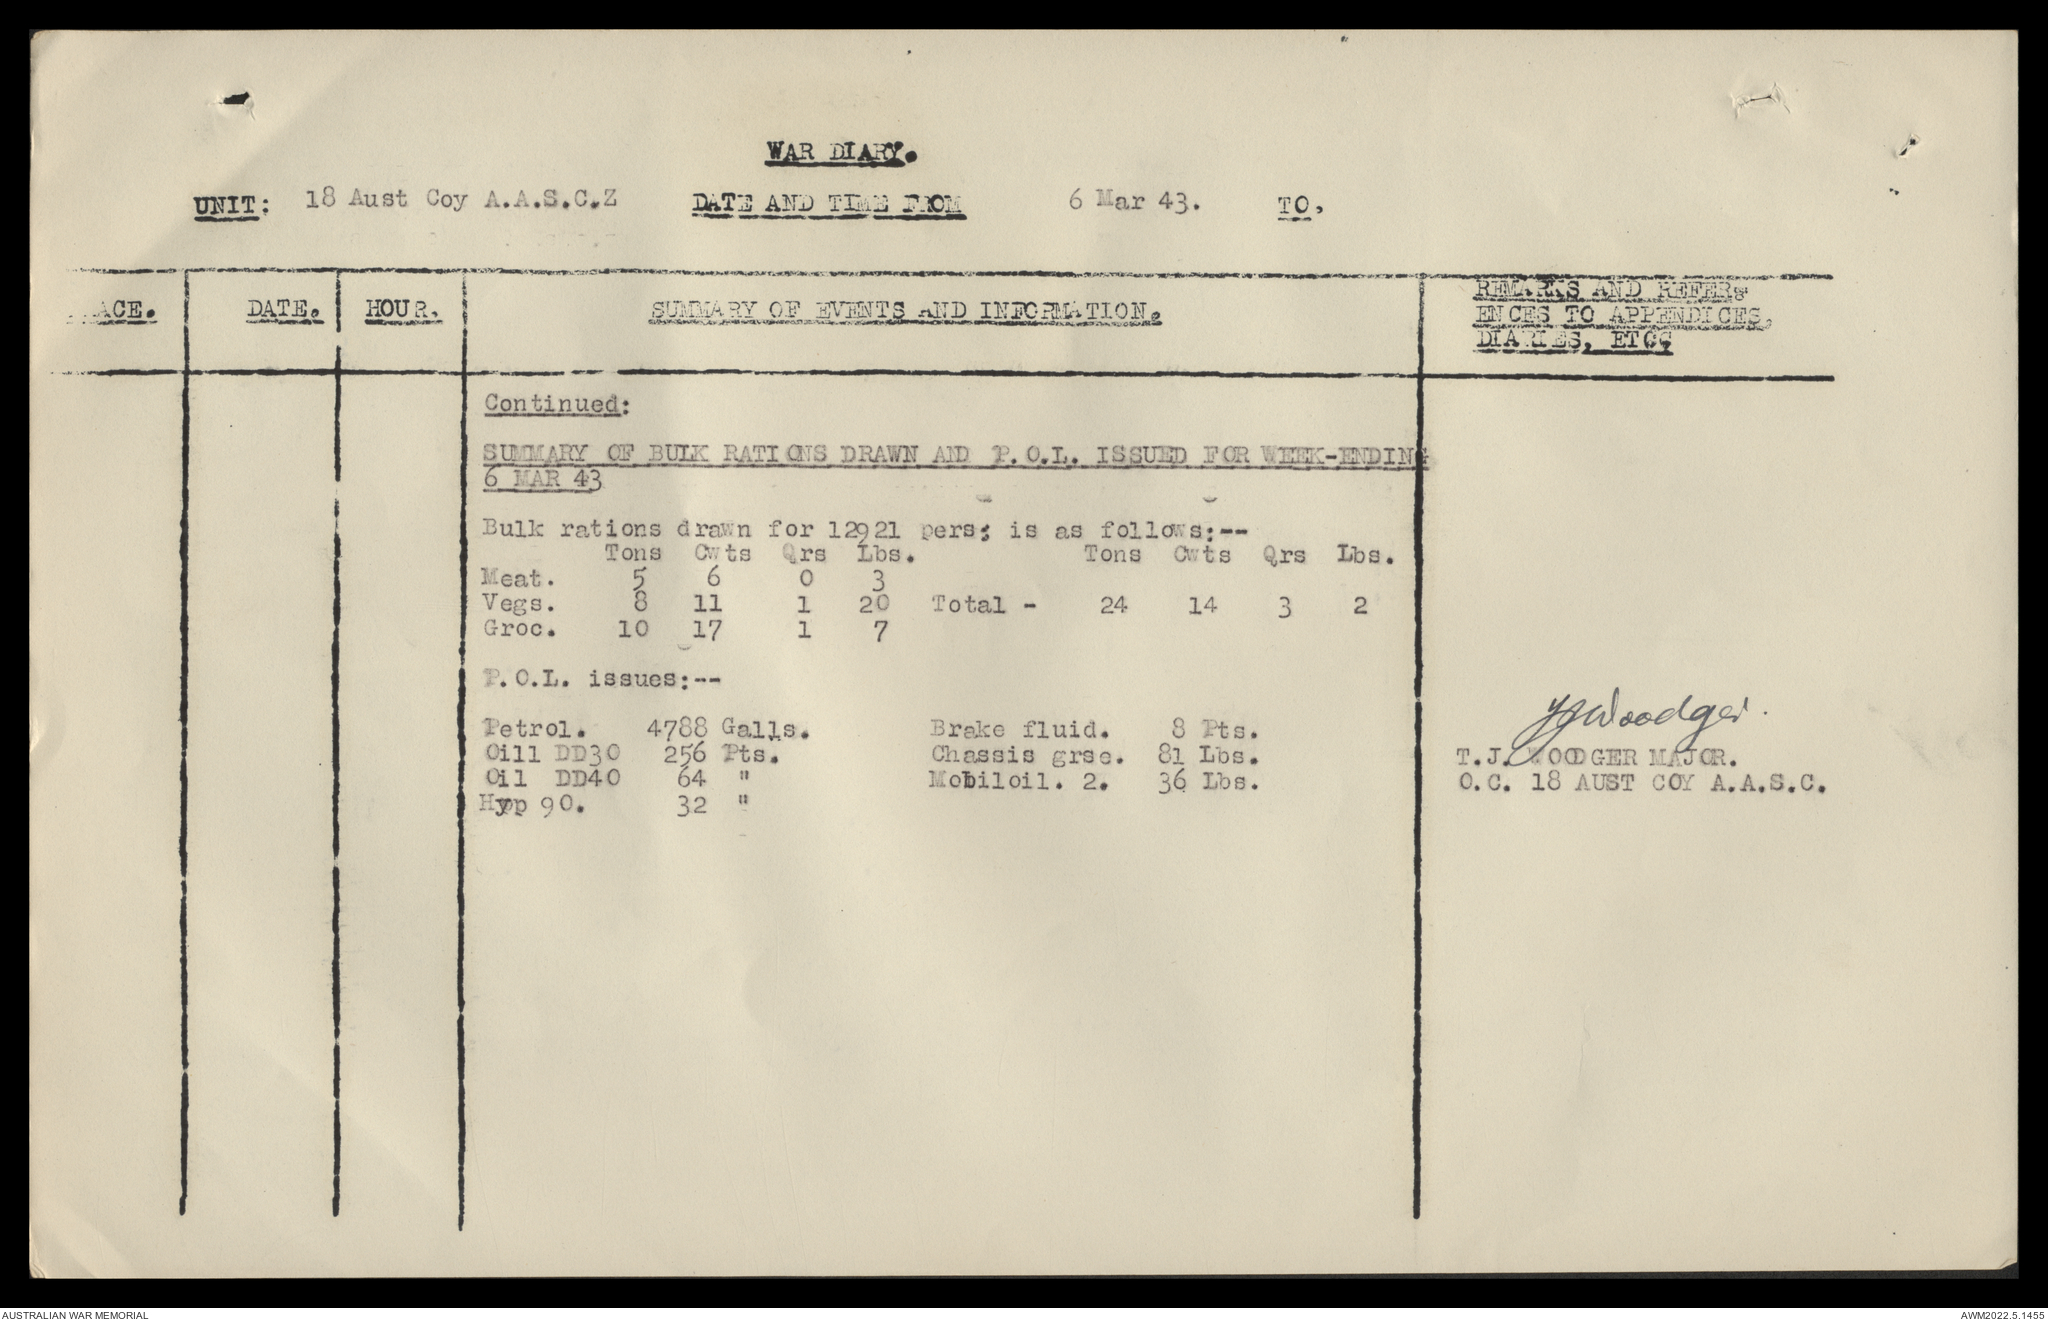 WAR DIARY.
UNIT: 18 Aust Coy A.A.S.C.Z DATE AND TIME FROM 6 Mar 43. TO,
ACE. DATE. HOUR. SUMMARY OF EVENTS AND INFORMATION. REMARKS AND REFER:
ENCES TO APPENDICES,
DIARIES, ETCC
Continued:
SUMMARY OF BULK RATIONS DRAWN AND P.O.L. ISSUED FOR WEEK-ENDING
6 MAR 43
Bulk rations drawn for 12921 pers; is as follows:--
Tons Cwts Qrs Lbs. Tons Cwts Qrs Lbs.
Meat. 5 6 0 3
Vegs. 8 11 1 20 Total - 24 14 3 2
Groc. 10 17 1 7
P.O.L. issues:--
Petrol. 4788 Galls. Brake fluid. 8 Pts.
Oill DD30 256 Pts. Chassis grse. 81 Lbs.
Oil DD40 64 " Mobiloil. 2. 36 Lbs.
Hyp 90. 32 "
TJWoodger.
T.J. WOODGER MAJOR.
O.C. 18 AUST COY A.A.S.C.
AUSTRALIAN WAR MEMORIAL AWM2022.5.1455